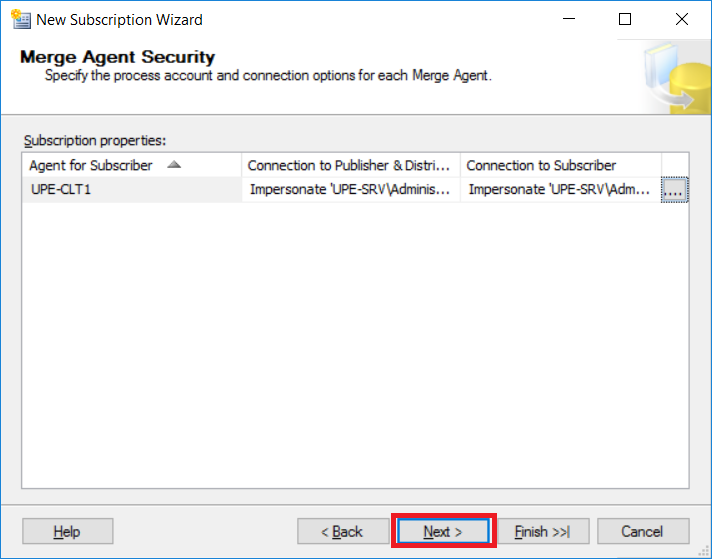 New Subscription Wizard
Merge Agent Security
Specify the process account and connection options for each Merge Agent.
Subscription properties:
Agent for Subscriber Connection to Publisher & Distri... Connection to Subscriber
UPE-CLT1 Impersonate 'UPE-SRV\Adminis... Impersonate 'UPE-SRV\Adm... ....
Help < Back Next > Finish >>| Cancel